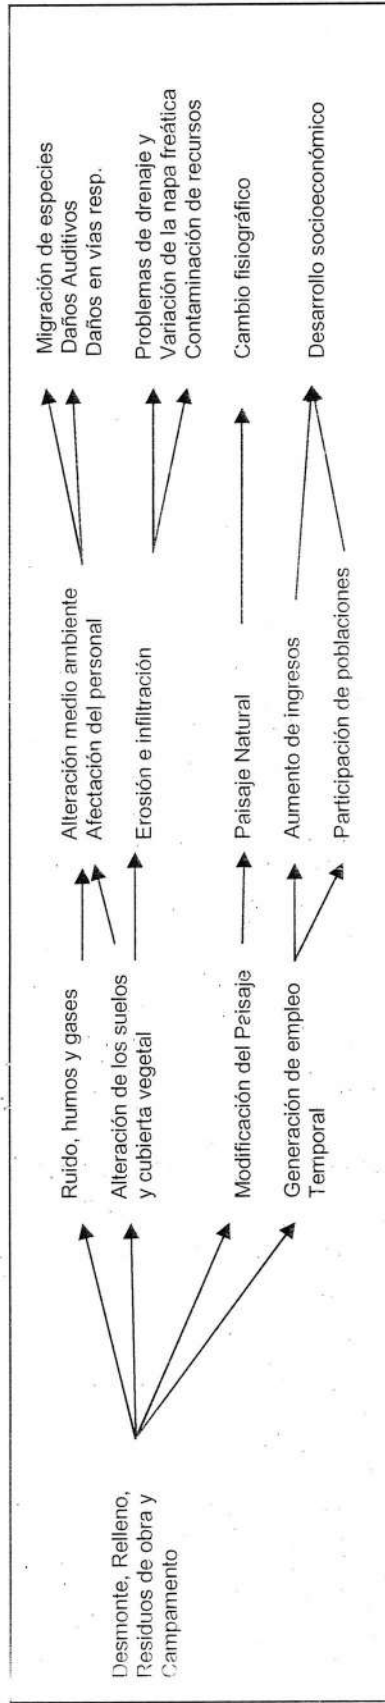 Desmonte, Relleno,
Residuos de obra y
Campamento
Ruido, humos y gases
Alteración de los suelos
y cubierta vegetal
Modificación del Paisaje
Generación de empleo
Temporal
Alteración medio ambiente
Afectación del personal
Erosión e infiltración
Paisaje Natural
Aumento de ingresos
Participación de poblaciones
Migración de especies
Daños Auditivos
Daños en vías resp.
Problemas de drenaje y
Variación de la napa freática
Contaminación de recursos
Cambio fisiográfico
Desarrollo socioeconómico